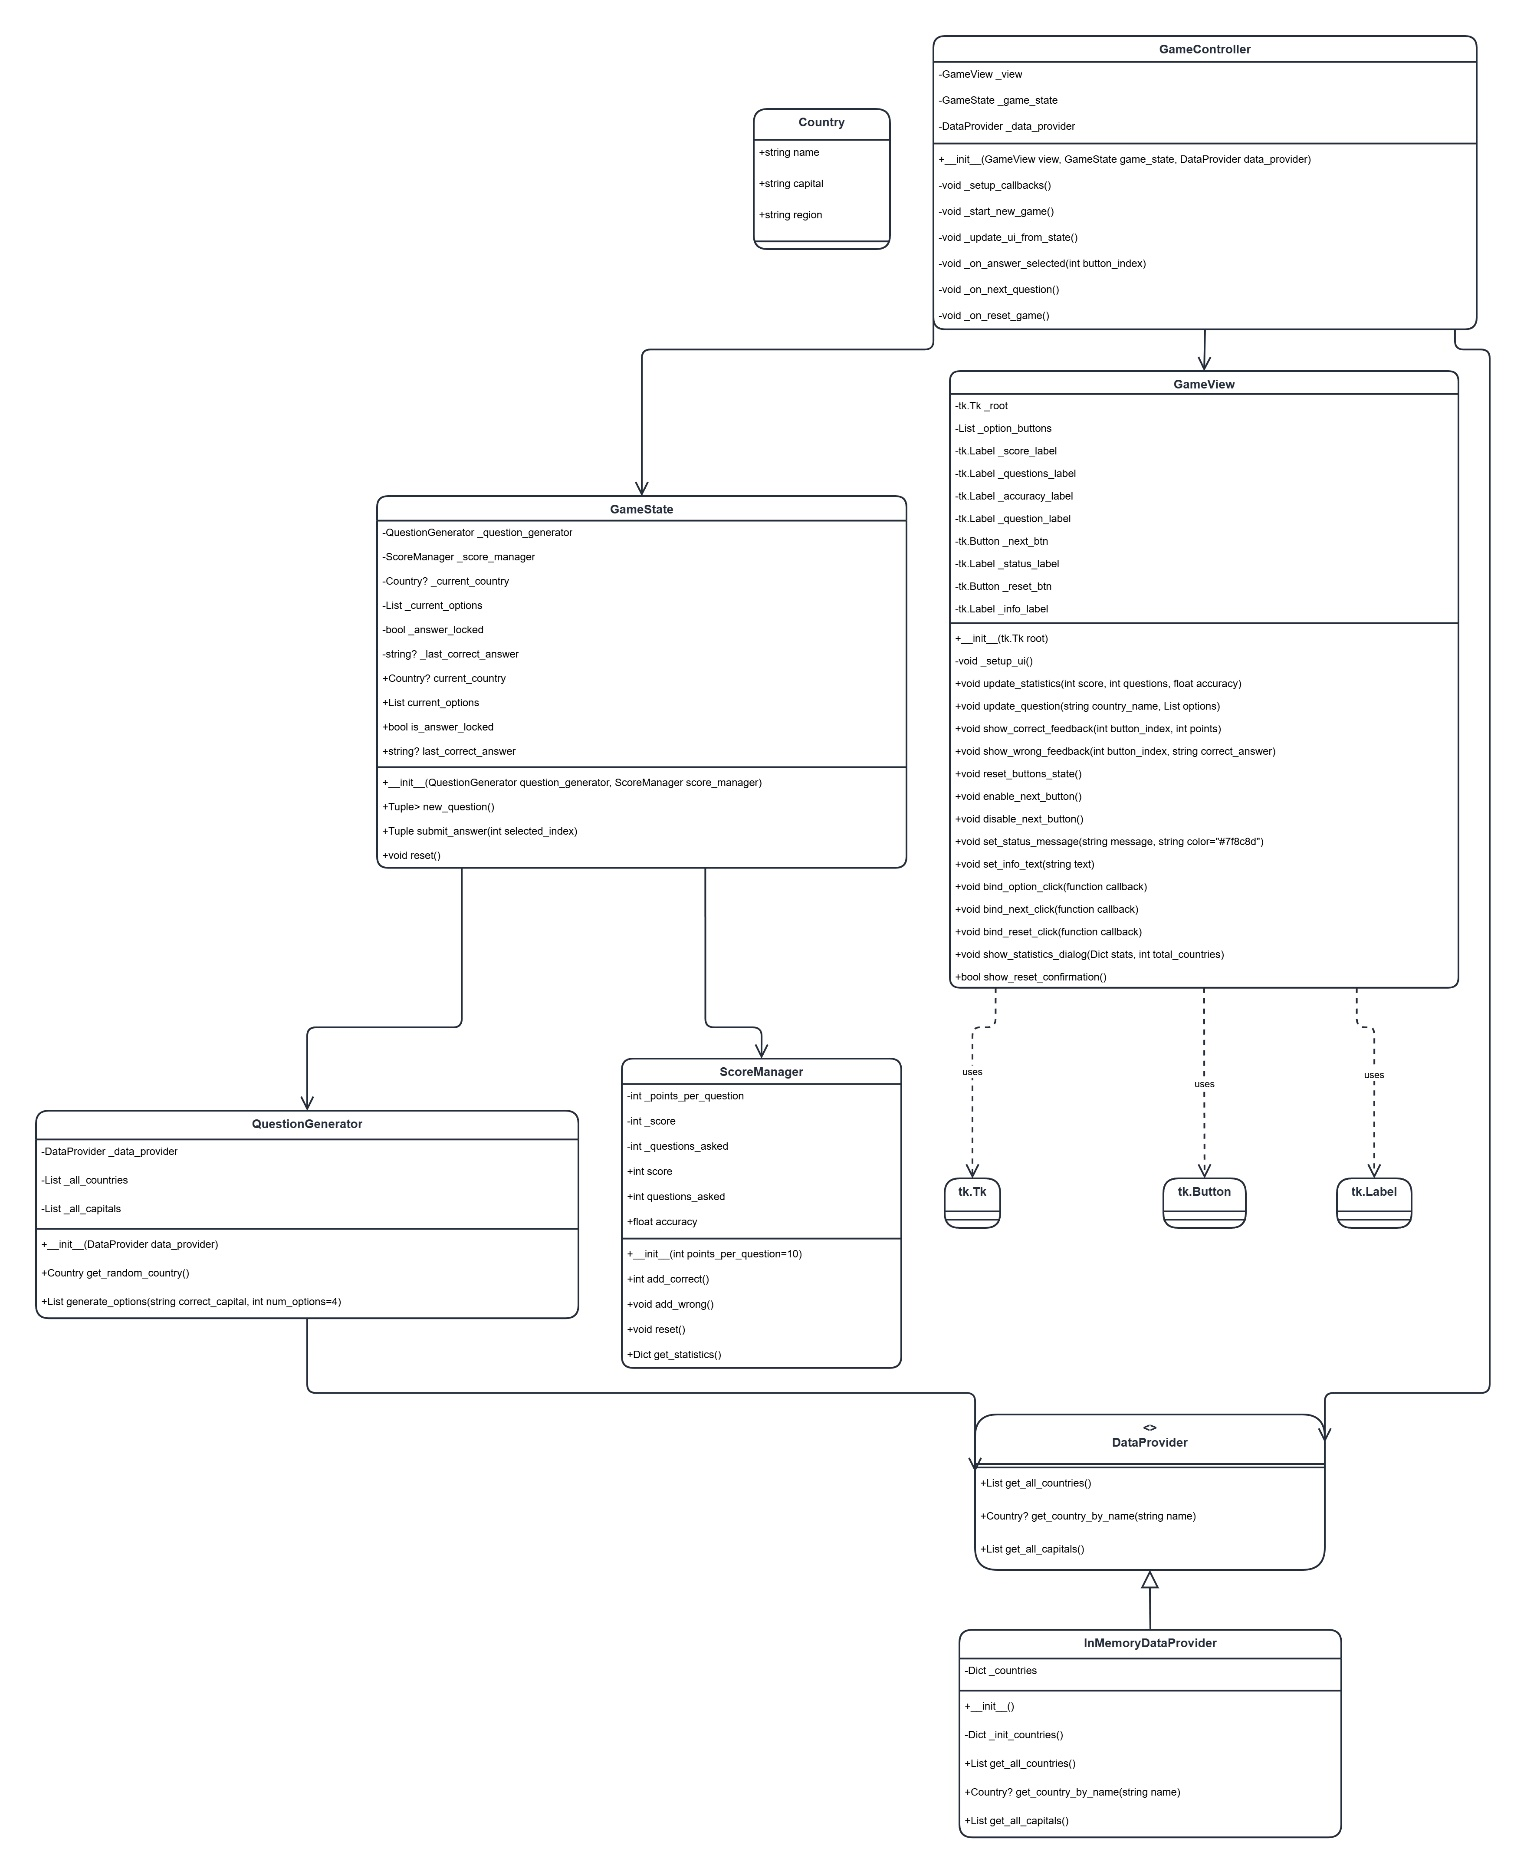 GameController
-GameView _view
-GameState _game_state
-DataProvider _data_provider
+__init__(GameView view, GameState game_state, DataProvider data_provider)
-void _setup_callbacks()
-void _start_new_game()
-void _update_ui_from_state()
-void _on_answer_selected(int button_index)
-void _on_next_question()
-void _on_reset_game()
Country
+string name
+string capital
+string region
GameView
-tk.Tk _root
-List _option_buttons
-tk.Label _score_label
-tk.Label _questions_label
-tk.Label _accuracy_label
-tk.Label _question_label
-tk.Button _next_btn
-tk.Label _status_label
-tk.Button _reset_btn
-tk.Label _info_label
+__init__(tk.Tk root)
-void _setup_ui()
+void update_statistics(int score, int questions, float accuracy)
+void update_question(string country_name, List options)
+void show_correct_feedback(int button_index, int points)
+void show_wrong_feedback(int button_index, string correct_answer)
+void reset_buttons_state()
+void enable_next_button()
+void disable_next_button()
+void set_status_message(string message, string color="#7f8c8d")
+void set_info_text(string text)
+void bind_option_click(function callback)
+void bind_next_click(function callback)
+void bind_reset_click(function callback)
+void show_statistics_dialog(Dict stats, int total_countries)
+bool show_reset_confirmation()
GameState
-QuestionGenerator _question_generator
-ScoreManager _score_manager
-Country? _current_country
-List _current_options
-bool _answer_locked
-string? _last_correct_answer
+Country? current_country
+List current_options
+bool is_answer_locked
+string? last_correct_answer
+__init__(QuestionGenerator question_generator, ScoreManager score_manager)
+Tuple> new_question()
+Tuple submit_answer(int selected_index)
+void reset()
uses
uses
uses
QuestionGenerator
-DataProvider _data_provider
-List _all_countries
-List _all_capitals
+__init__(DataProvider data_provider)
+Country get_random_country()
+List generate_options(string correct_capital, int num_options=4)
ScoreManager
-int _points_per_question
-int _score
-int _questions_asked
+int score
+int questions_asked
+float accuracy
+__init__(int points_per_question=10)
+int add_correct()
+void add_wrong()
+void reset()
+Dict get_statistics()
tk.Tk
tk.Button
tk.Label
<>
DataProvider
+List get_all_countries()
+Country? get_country_by_name(string name)
+List get_all_capitals()
InMemoryDataProvider
-Dict _countries
+__init__()
-Dict _init_countries()
+List get_all_countries()
+Country? get_country_by_name(string name)
+List get_all_capitals()